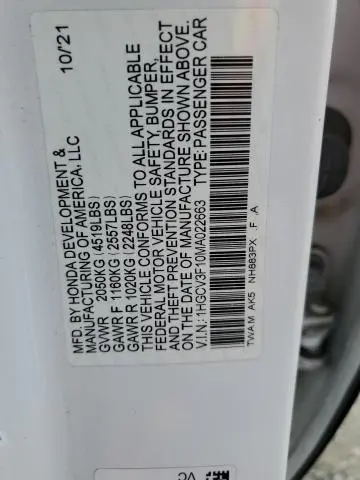 MFD. BY HONDA DEVELOPMENT & 10/21
MANUFACTURING OF AMERICA, LLC
GVWR 2050KG (4519LBS)
GAWR F 1160KG (2557LBS)
GAWR R 1020KG (2248LBS)
THIS VEHICLE CONFORMS TO ALL APPLICABLE
FEDERAL MOTOR VEHICLE SAFETY, BUMPER,
AND THEFT PREVENTION STANDARDS IN EFFECT
ON THE DATE OF MANUFACTURE SHOWN ABOVE.
V.I.N.: 1HGCV3F10MA022663 TYPE: PASSENGER CAR
TWAM AK5 NH883PX F A
VC